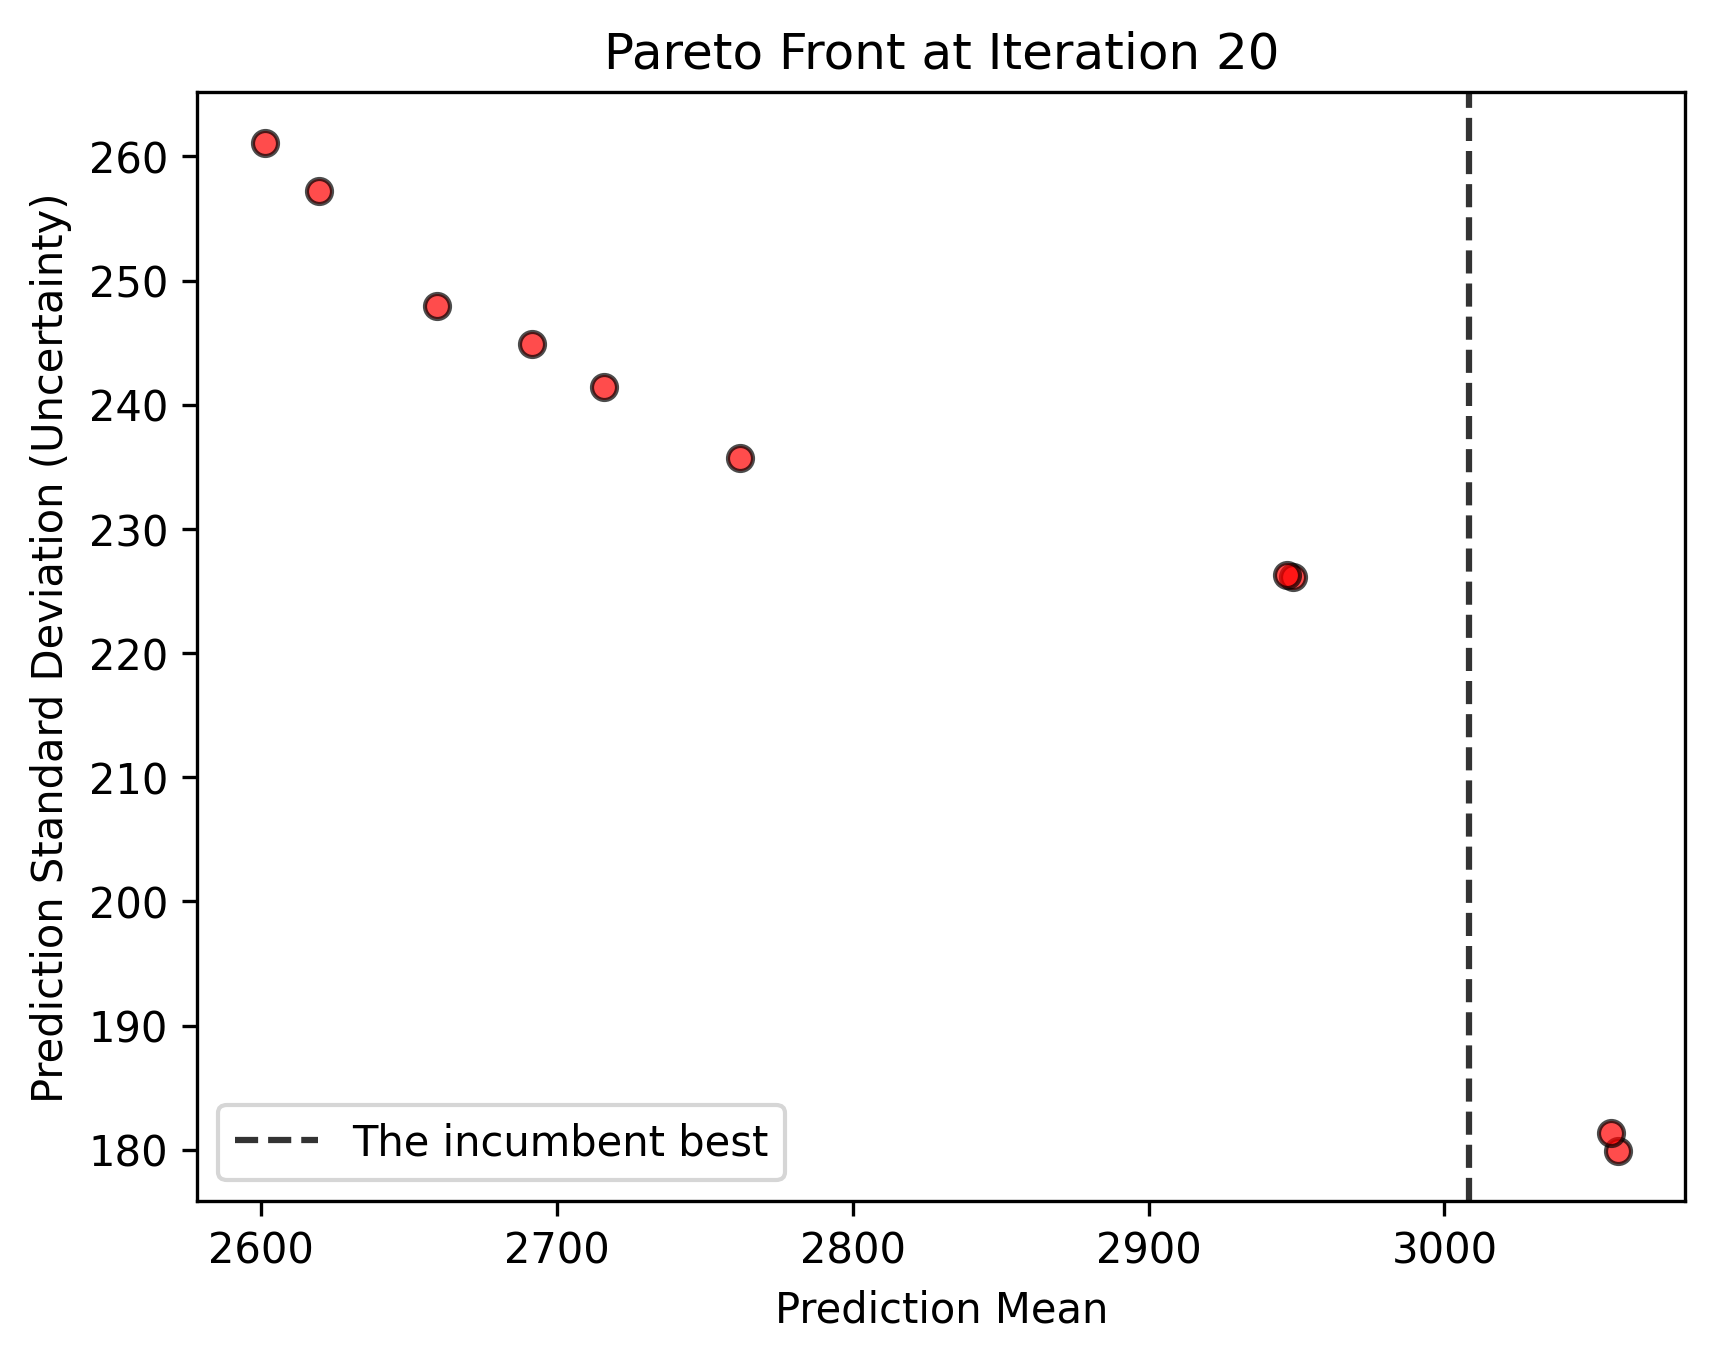 Pareto Front at Iteration 20
Prediction Standard Deviation (Uncertainty)
260
250
240
230
220
210
200
190
180
The incumbent best
2600 2700 2800 2900 3000
Prediction Mean